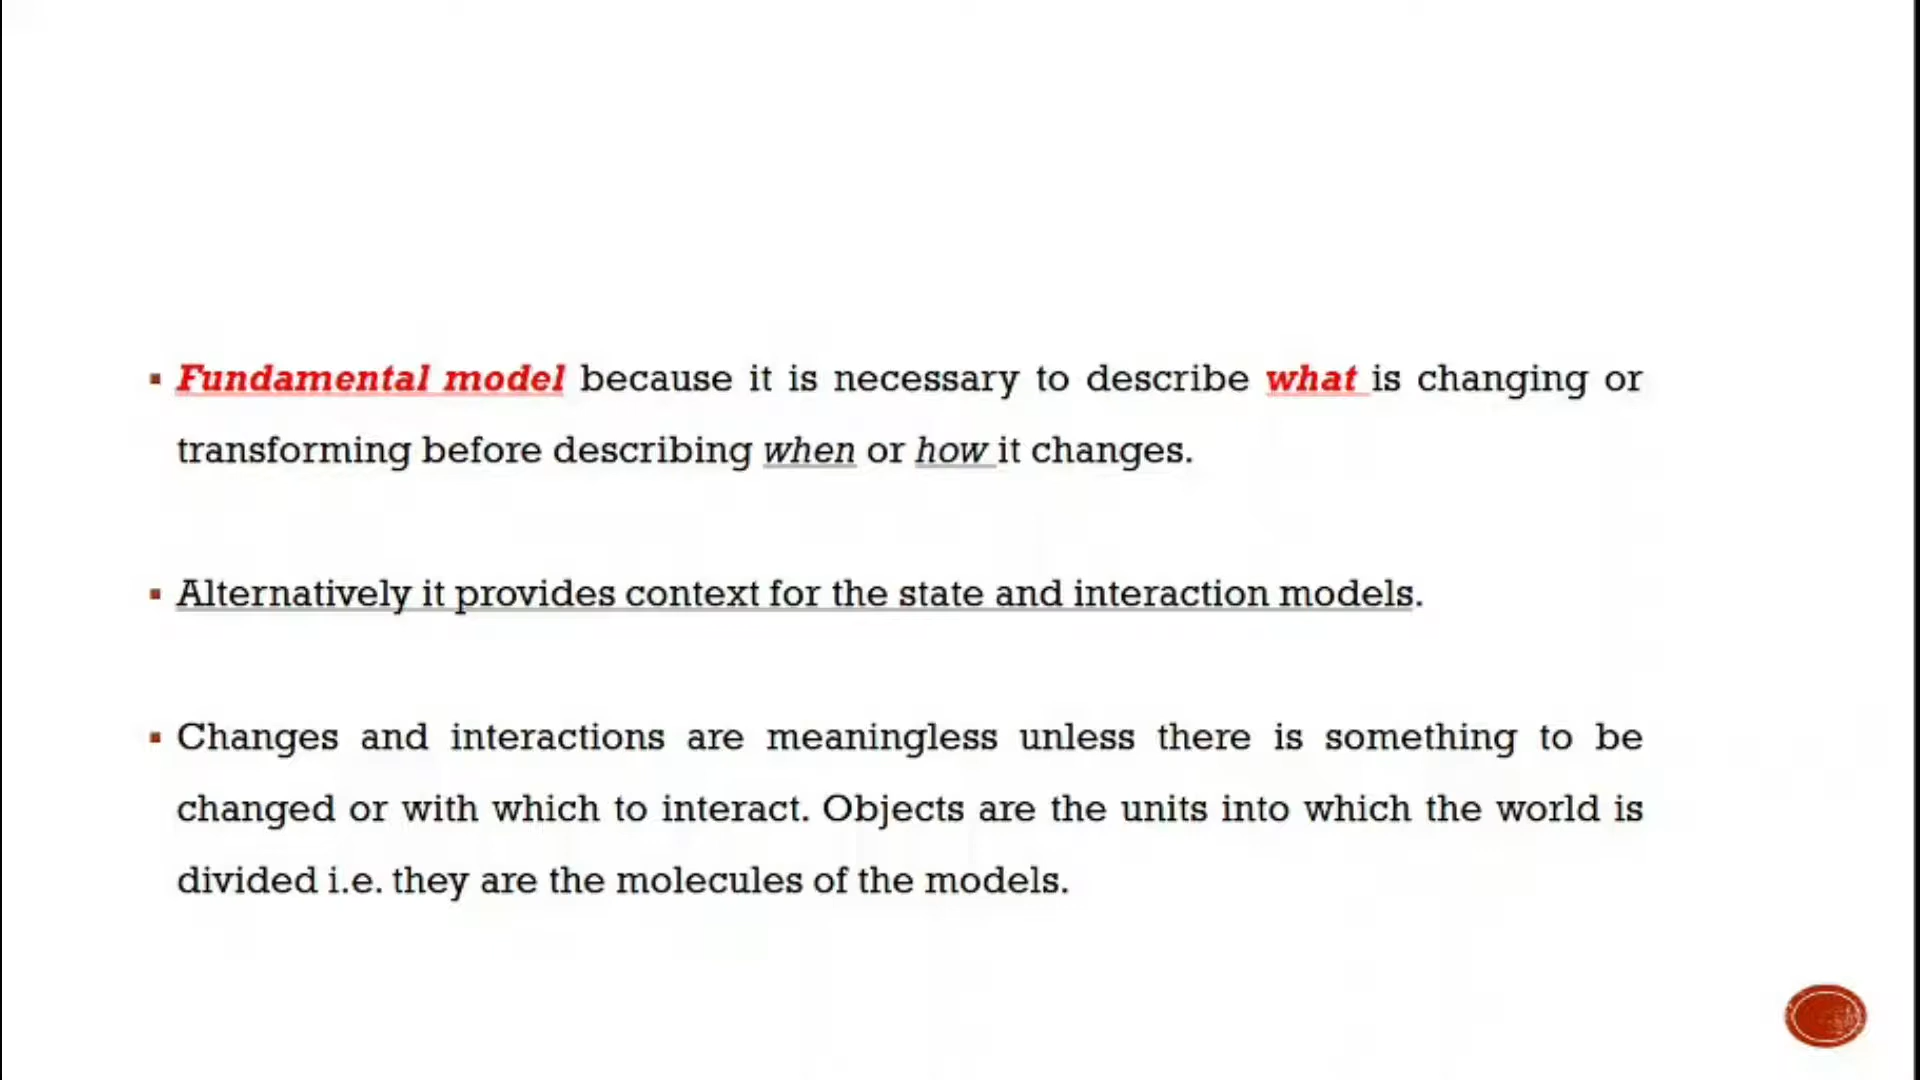 ▪ Fundamental model because it is necessary to describe what is changing or
transforming before describing when or how it changes.
▪ Alternatively it provides context for the state and interaction models.
▪ Changes and interactions are meaningless unless there is something to be
changed or with which to interact. Objects are the units into which the world is
divided i.e. they are the molecules of the models.